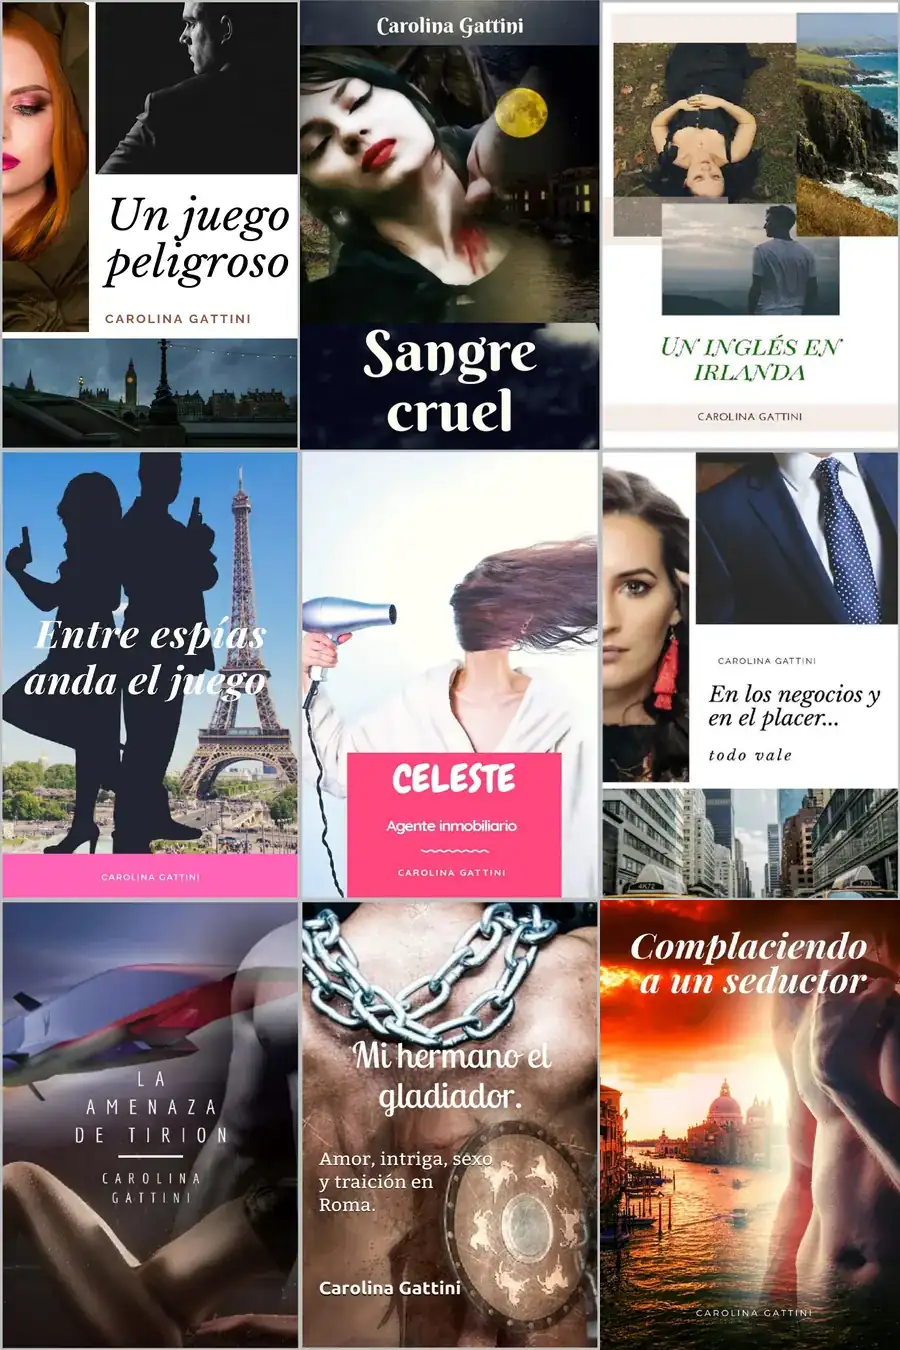 Un juego
peligroso
CAROLINA GATTINI
Carolina Gattini
Sangre
cruel
UN INGLÉS EN
IRLANDA
CAROLINA GATTINI
Entre espías
anda el juego
CAROLINA GATTINI
CELESTE
Agente inmobiliario
CAROLINA GATTINI
CAROLINA GATTINI
En los negocios y
en el placer...
todo vale
4K72
LA
AMENAZA
DE TIRION
CAROLINA
GATTINI
Mi hermano el
gladiador.
Amor, intriga, sexo
y traición en
Roma.
Carolina Gattini
Complaciendo
a un seductor
CAROLINA GATTINI